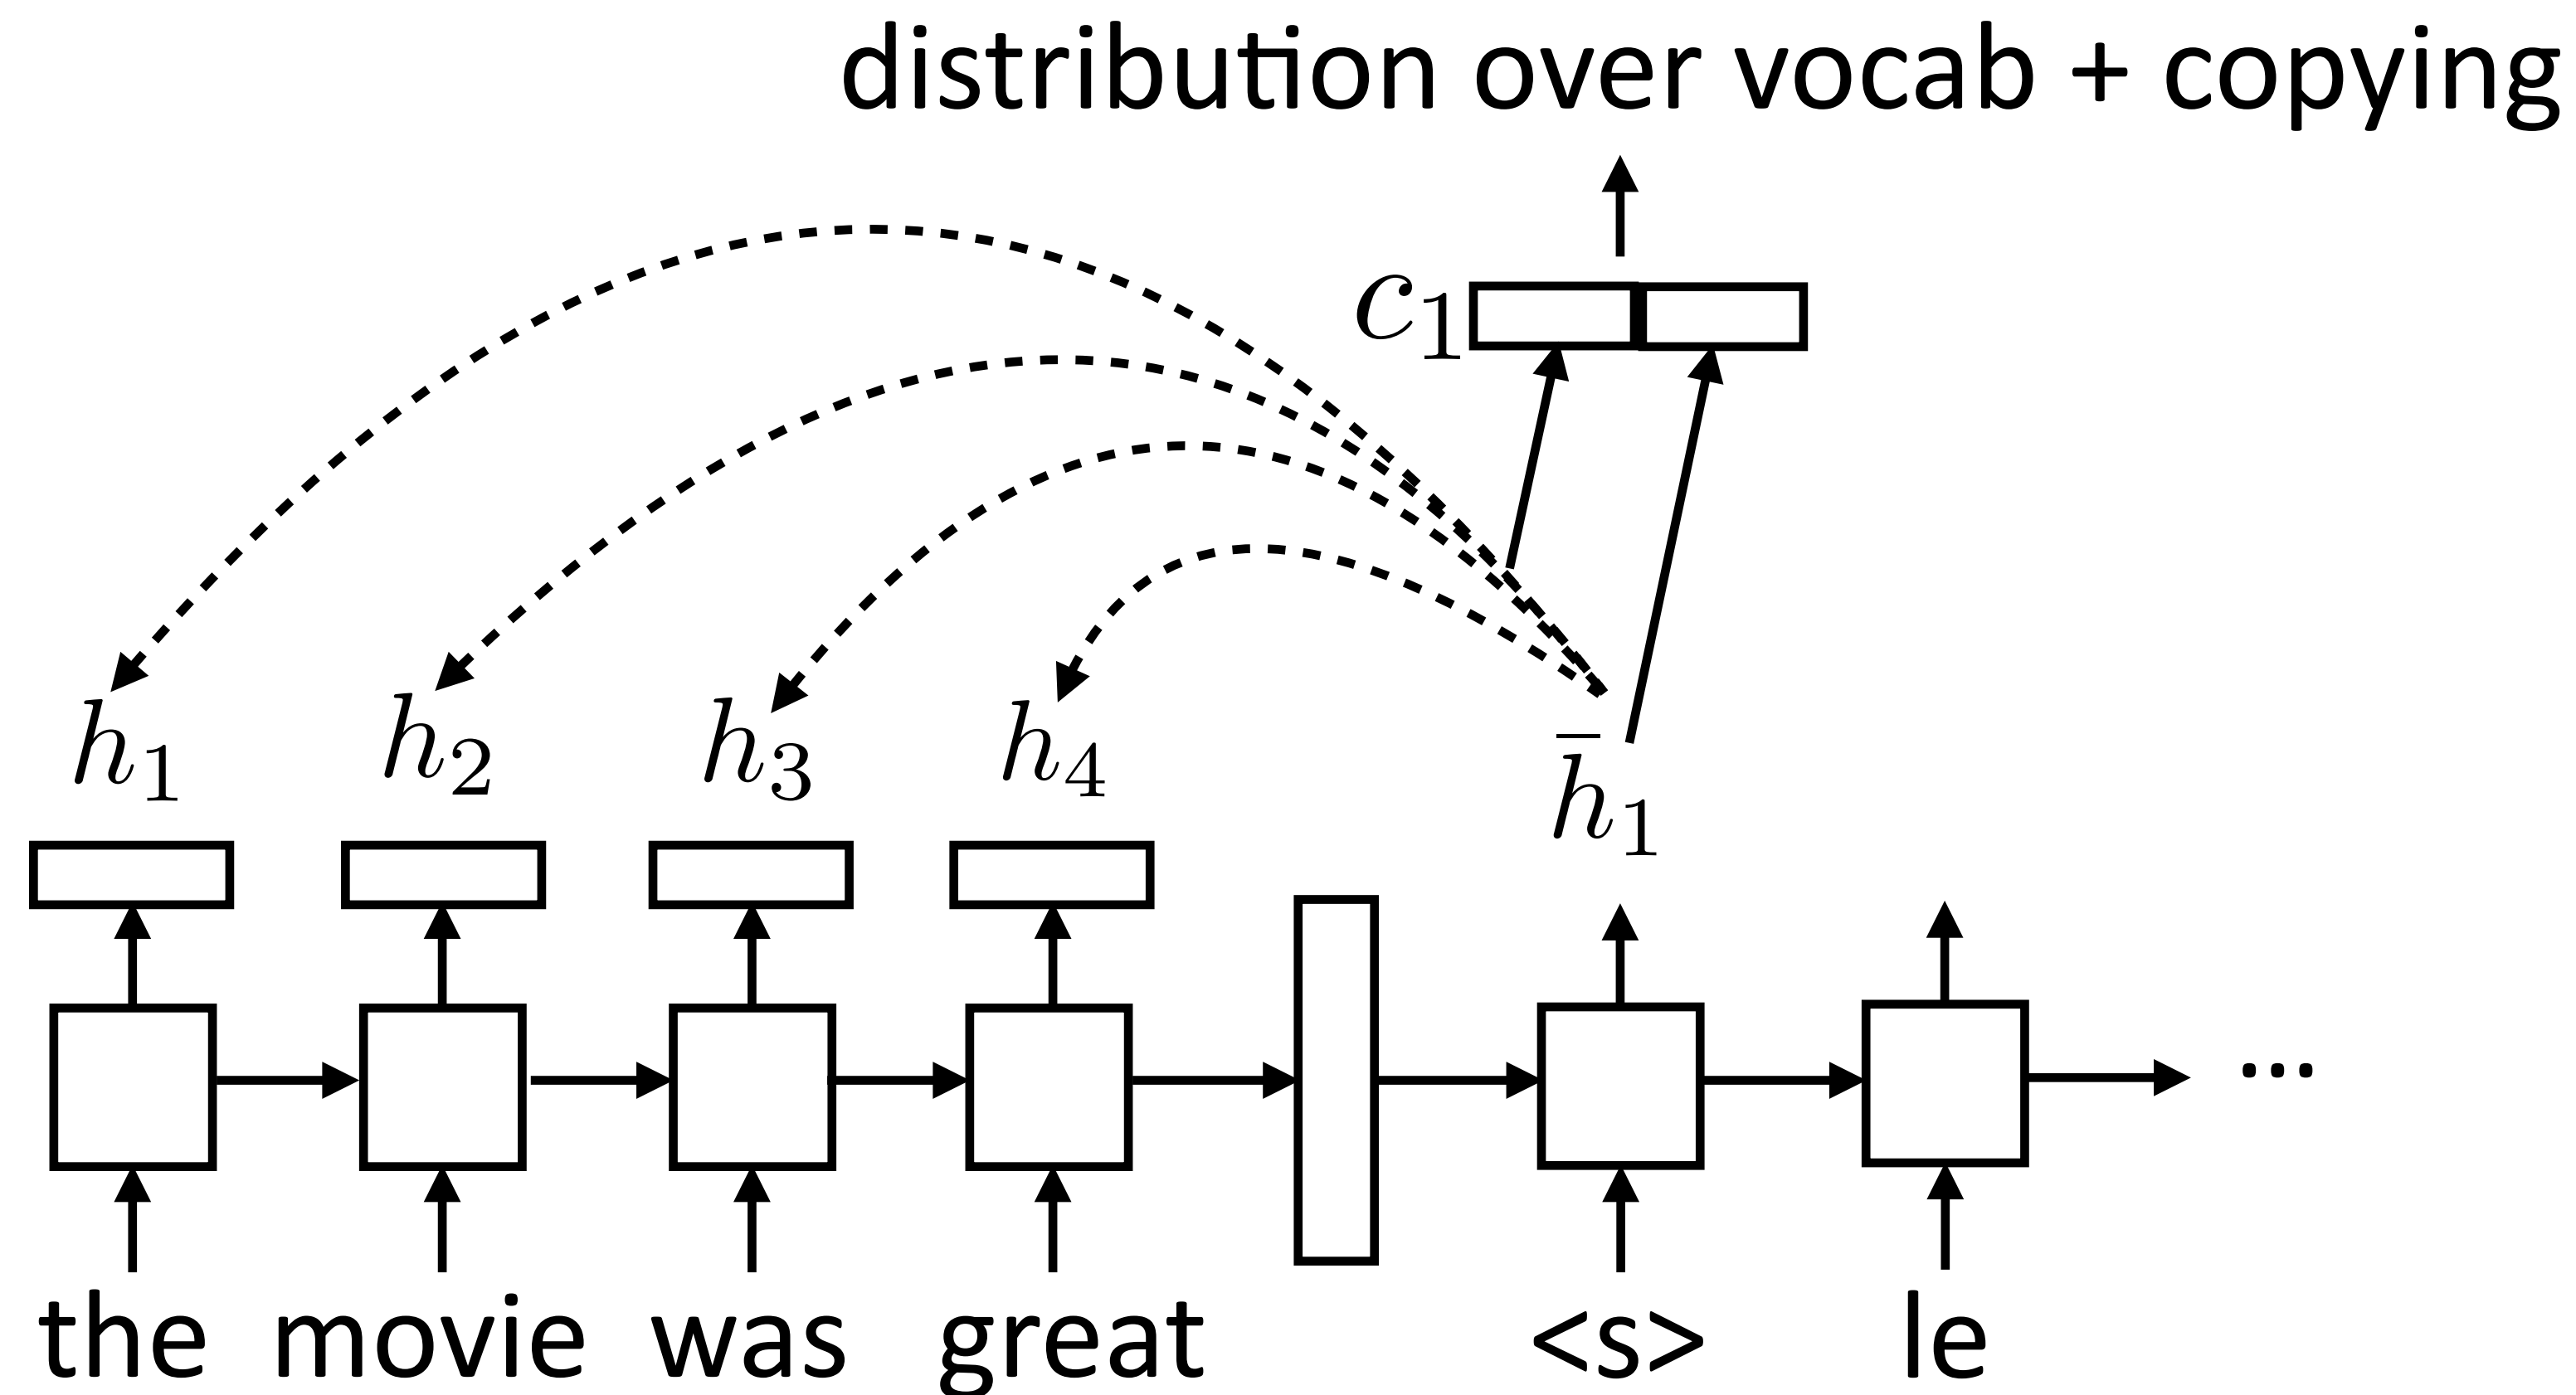 distribution over vocab + copying
c₁
h₁ h₂ h₃ h₄
h̄₁
...
the movie was great <s> le